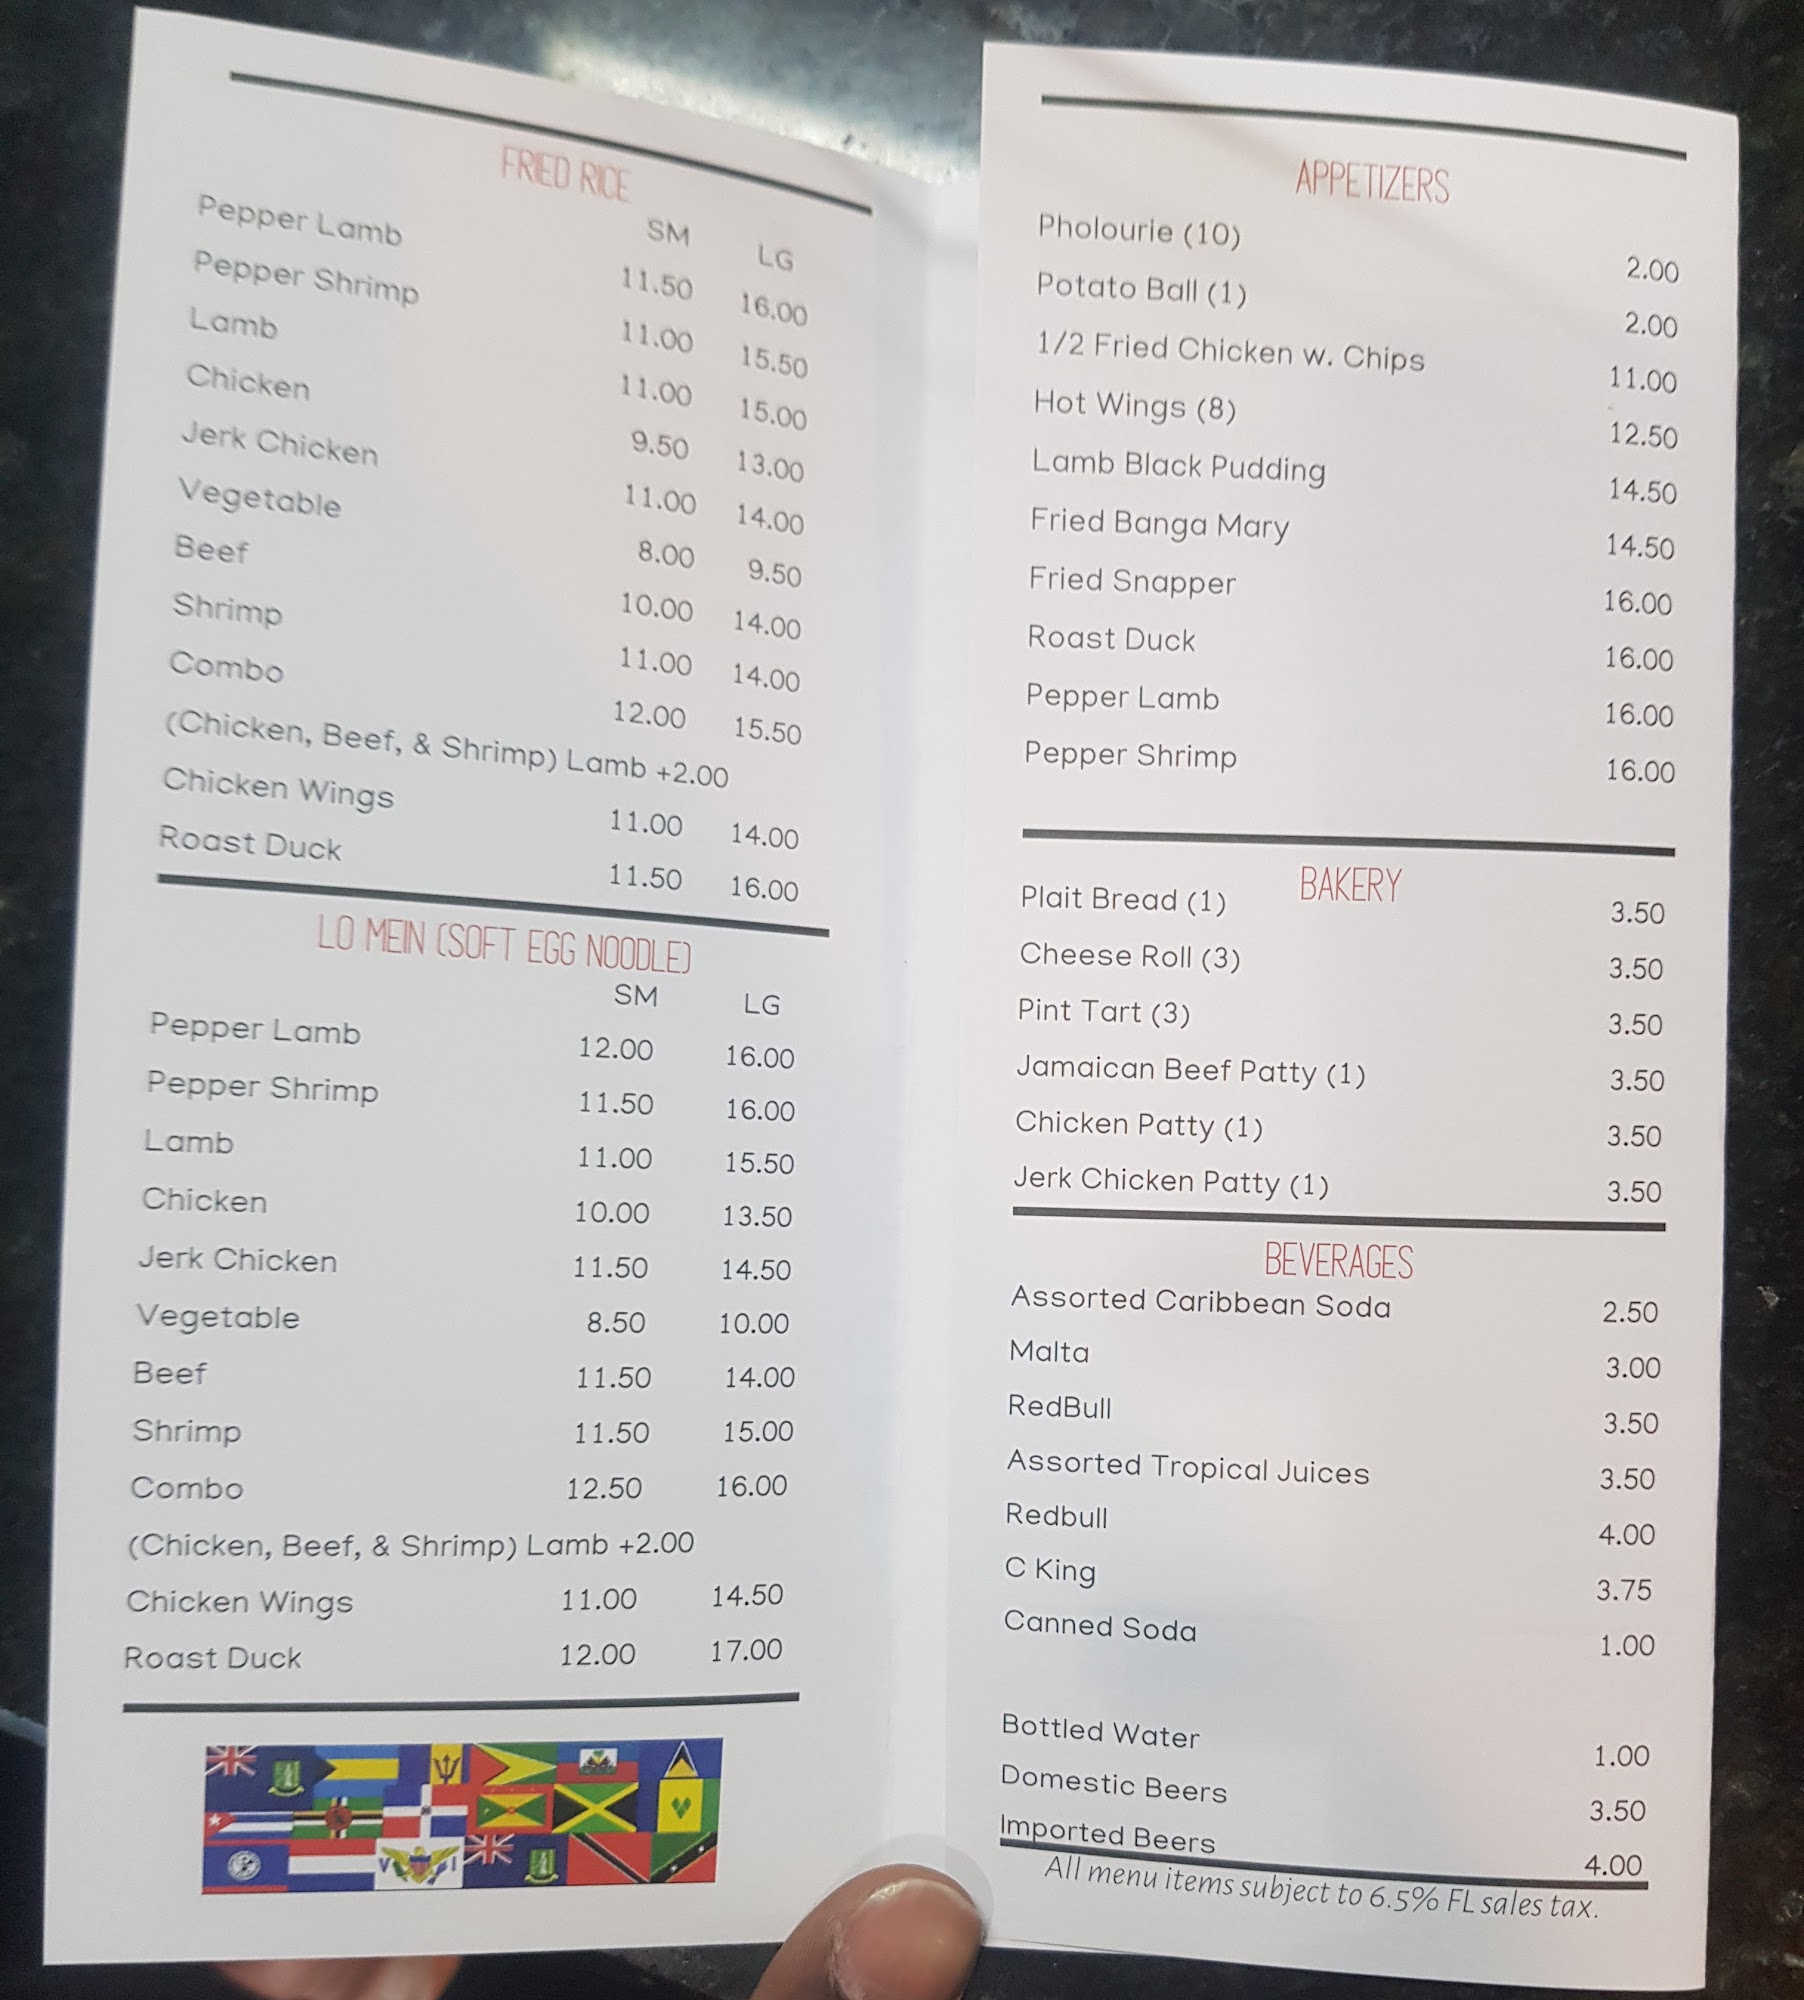 FRIED RICE
SM LG
Pepper Lamb 11.50 16.00
Pepper Shrimp 11.00 15.50
Lamb 11.00 15.00
Chicken 9.50 13.00
Jerk Chicken 11.00 14.00
Vegetable 8.00 9.50
Beef 10.00 14.00
Shrimp 11.00 14.00
Combo 12.00 15.50
(Chicken, Beef, & Shrimp) Lamb +2.00
Chicken Wings 11.00 14.00
Roast Duck 11.50 16.00
LO MEIN (SOFT EGG NOODLE)
SM LG
Pepper Lamb 12.00 16.00
Pepper Shrimp 11.50 16.00
Lamb 11.00 15.50
Chicken 10.00 13.50
Jerk Chicken 11.50 14.50
Vegetable 8.50 10.00
Beef 11.50 14.00
Shrimp 11.50 15.00
Combo 12.50 16.00
(Chicken, Beef, & Shrimp) Lamb +2.00
Chicken Wings 11.00 14.50
Roast Duck 12.00 17.00
V I
APPETIZERS
Pholourie (10) 2.00
Potato Ball (1) 2.00
1/2 Fried Chicken w. Chips 11.00
Hot Wings (8) 12.50
Lamb Black Pudding 14.50
Fried Banga Mary 14.50
Fried Snapper 16.00
Roast Duck 16.00
Pepper Lamb 16.00
Pepper Shrimp 16.00
BAKERY
Plait Bread (1) 3.50
Cheese Roll (3) 3.50
Pint Tart (3) 3.50
Jamaican Beef Patty (1) 3.50
Chicken Patty (1) 3.50
Jerk Chicken Patty (1) 3.50
BEVERAGES
Assorted Caribbean Soda 2.50
Malta 3.00
RedBull 3.50
Assorted Tropical Juices 3.50
Redbull 4.00
C King 3.75
Canned Soda 1.00
Bottled Water 1.00
Domestic Beers 3.50
Imported Beers 4.00
All menu items subject to 6.5% FL sales tax.